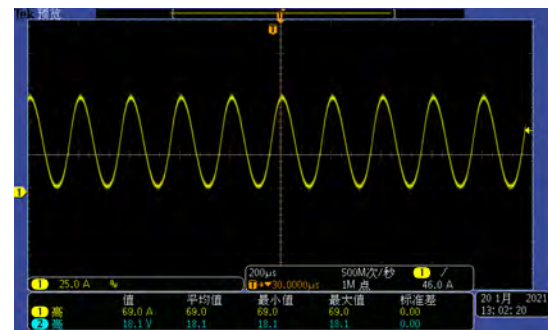 Tek 预览
T
1
200μs 500M次/秒 1 /
1 25.0 A 1M 点 46.0 A
T→▼30.0000μs
值 平均值 最小值 最大值 标准差
1 高 69.0 A 69.0 69.0 69.0 0.00
2 高 18.1 V 18.1 18.1 18.1 0.00
20 1月 2021
13:02:20